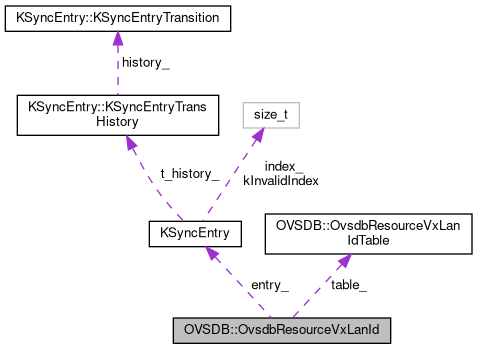 KSyncEntry::KSyncEntryTransition
history_
KSyncEntry::KSyncEntryTrans
History
size_t
t_history_
index_
kInvalidIndex
KSyncEntry
OVSDB::OvsdbResourceVxLan
IdTable
entry_
table_
OVSDB::OvsdbResourceVxLanId